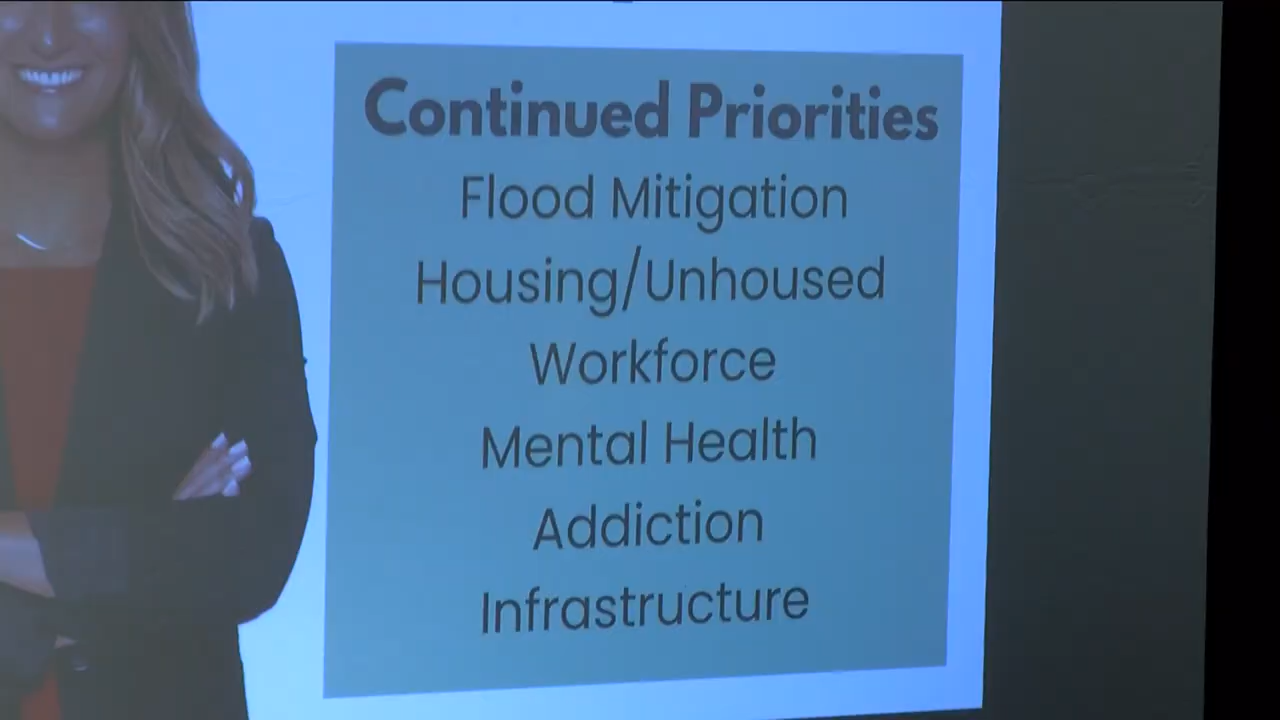 Continued Priorities
Flood Mitigation
Housing/Unhoused
Workforce
Mental Health
Addiction
Infrastructure